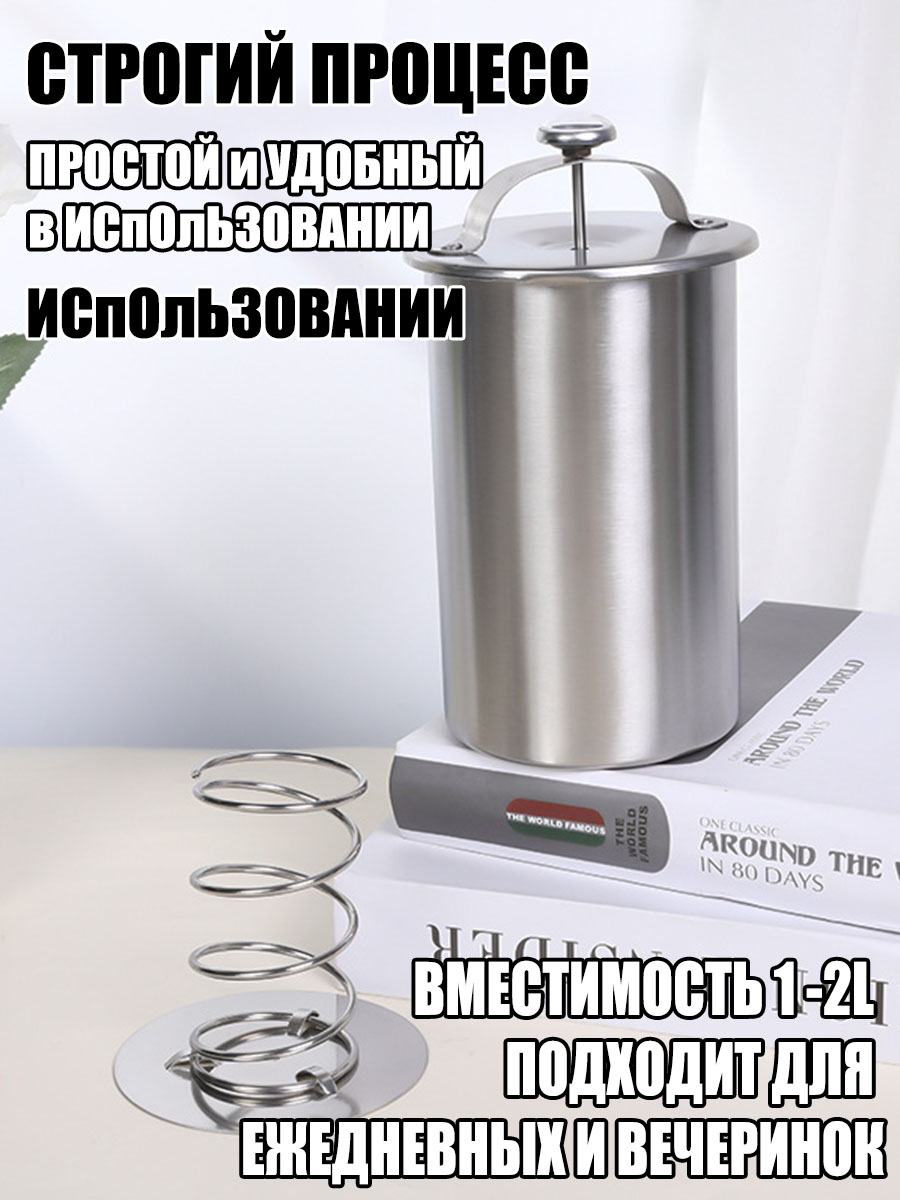 СТРОГИЙ ПРОЦЕСС
ПРОСТОЙ и УДОБНЫЙ
в ИСпОлЬЗОВАНИИ
ИСпОлЬЗОВАНИИ
AROUND THE WORLD
IN 80 DAYS
THE WORLD FAMOUS
THE WORLD FAMOUS
ONE CLASSIC
AROUND THE
IN 80 DAYS
ВМЕСТИМОСТЬ 1-2L
ПОДХОДИТ ДЛЯ
ЕЖЕДНЕВНЫХ И ВЕЧЕРИНОК